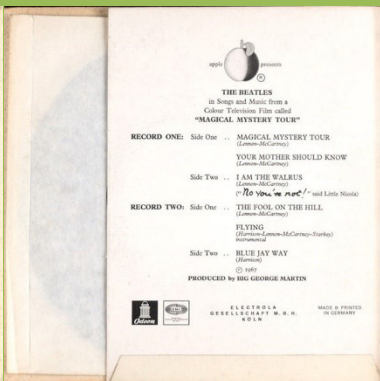 apple presents
THE BEATLES
in Songs and Music from a
Colour Television Film called
"MAGICAL MYSTERY TOUR"
RECORD ONE: Side One .. MAGICAL MYSTERY TOUR
(Lennon-McCartney)
YOUR MOTHER SHOULD KNOW
(Lennon-McCartney)
Side Two .. I AM THE WALRUS
(Lennon-McCartney)
"No you're not!" said Little Nicola)
RECORD TWO: Side One .. THE FOOL ON THE HILL
(Lennon-McCartney)
FLYING
(Harrison-Lennon-McCartney-Starkey)
instrumental
Side Two .. BLUE JAY WAY
(Harrison)
Ⓟ 1967
PRODUCED by BIG GEORGE MARTIN
Odeon
ELECTROLA
GESELLSCHAFT M. B. H.
KÖLN
MADE & PRINTED
IN GERMANY